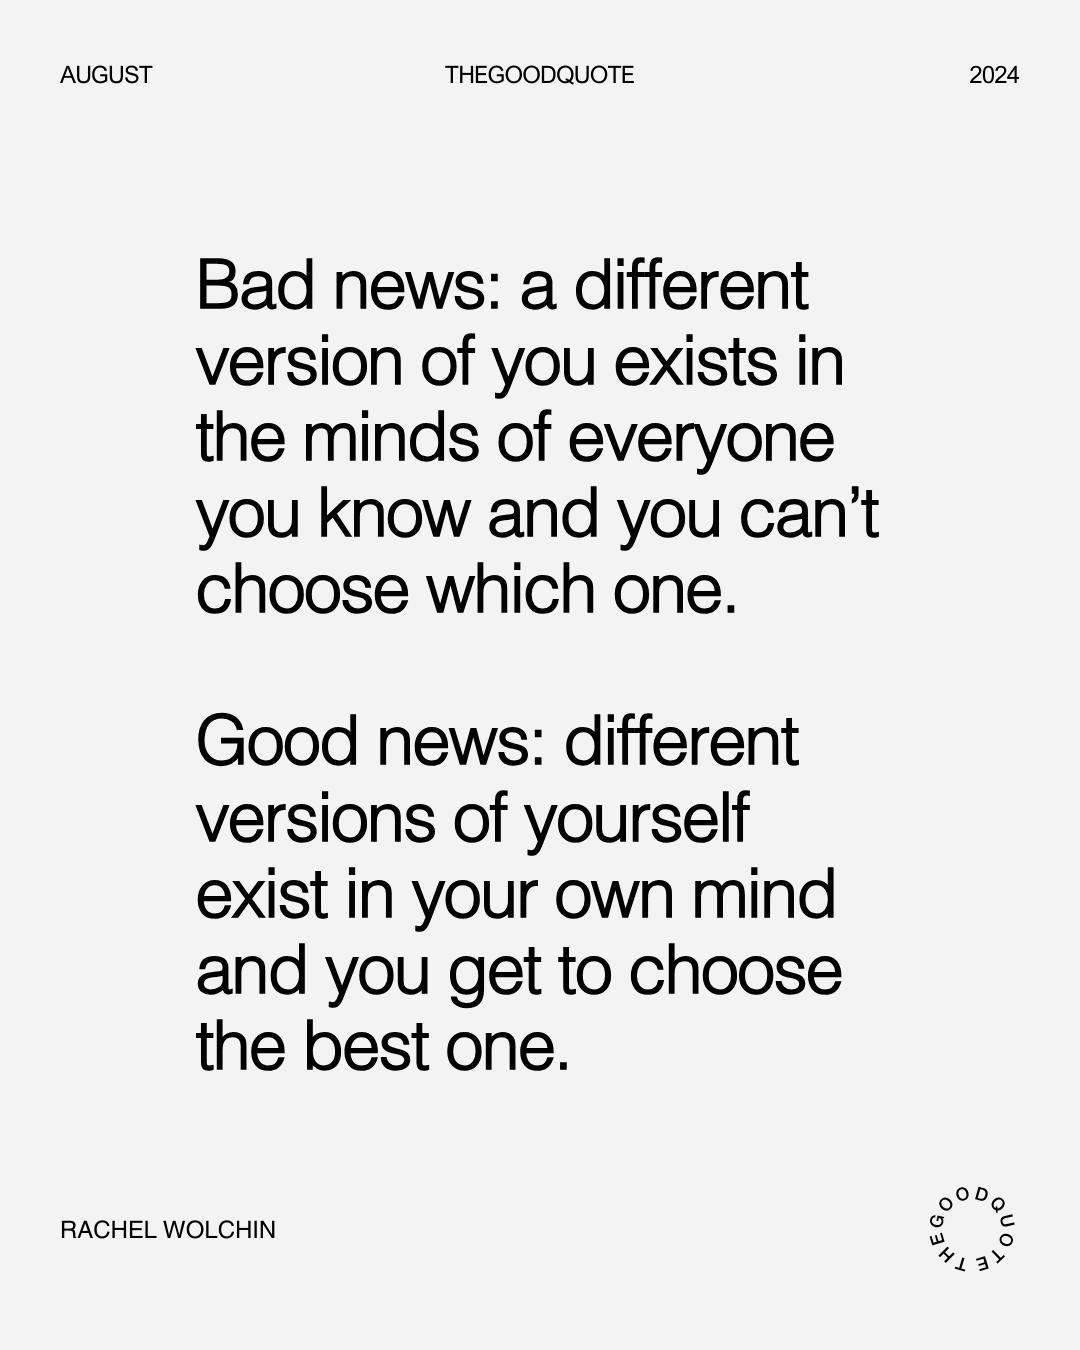 AUGUST THEGOODQUOTE 2024
Bad news: a different
version of you exists in
the minds of everyone
you know and you can’t
choose which one.
Good news: different
versions of yourself
exist in your own mind
and you get to choose
the best one.
RACHEL WOLCHIN
THEGOODQUOTE